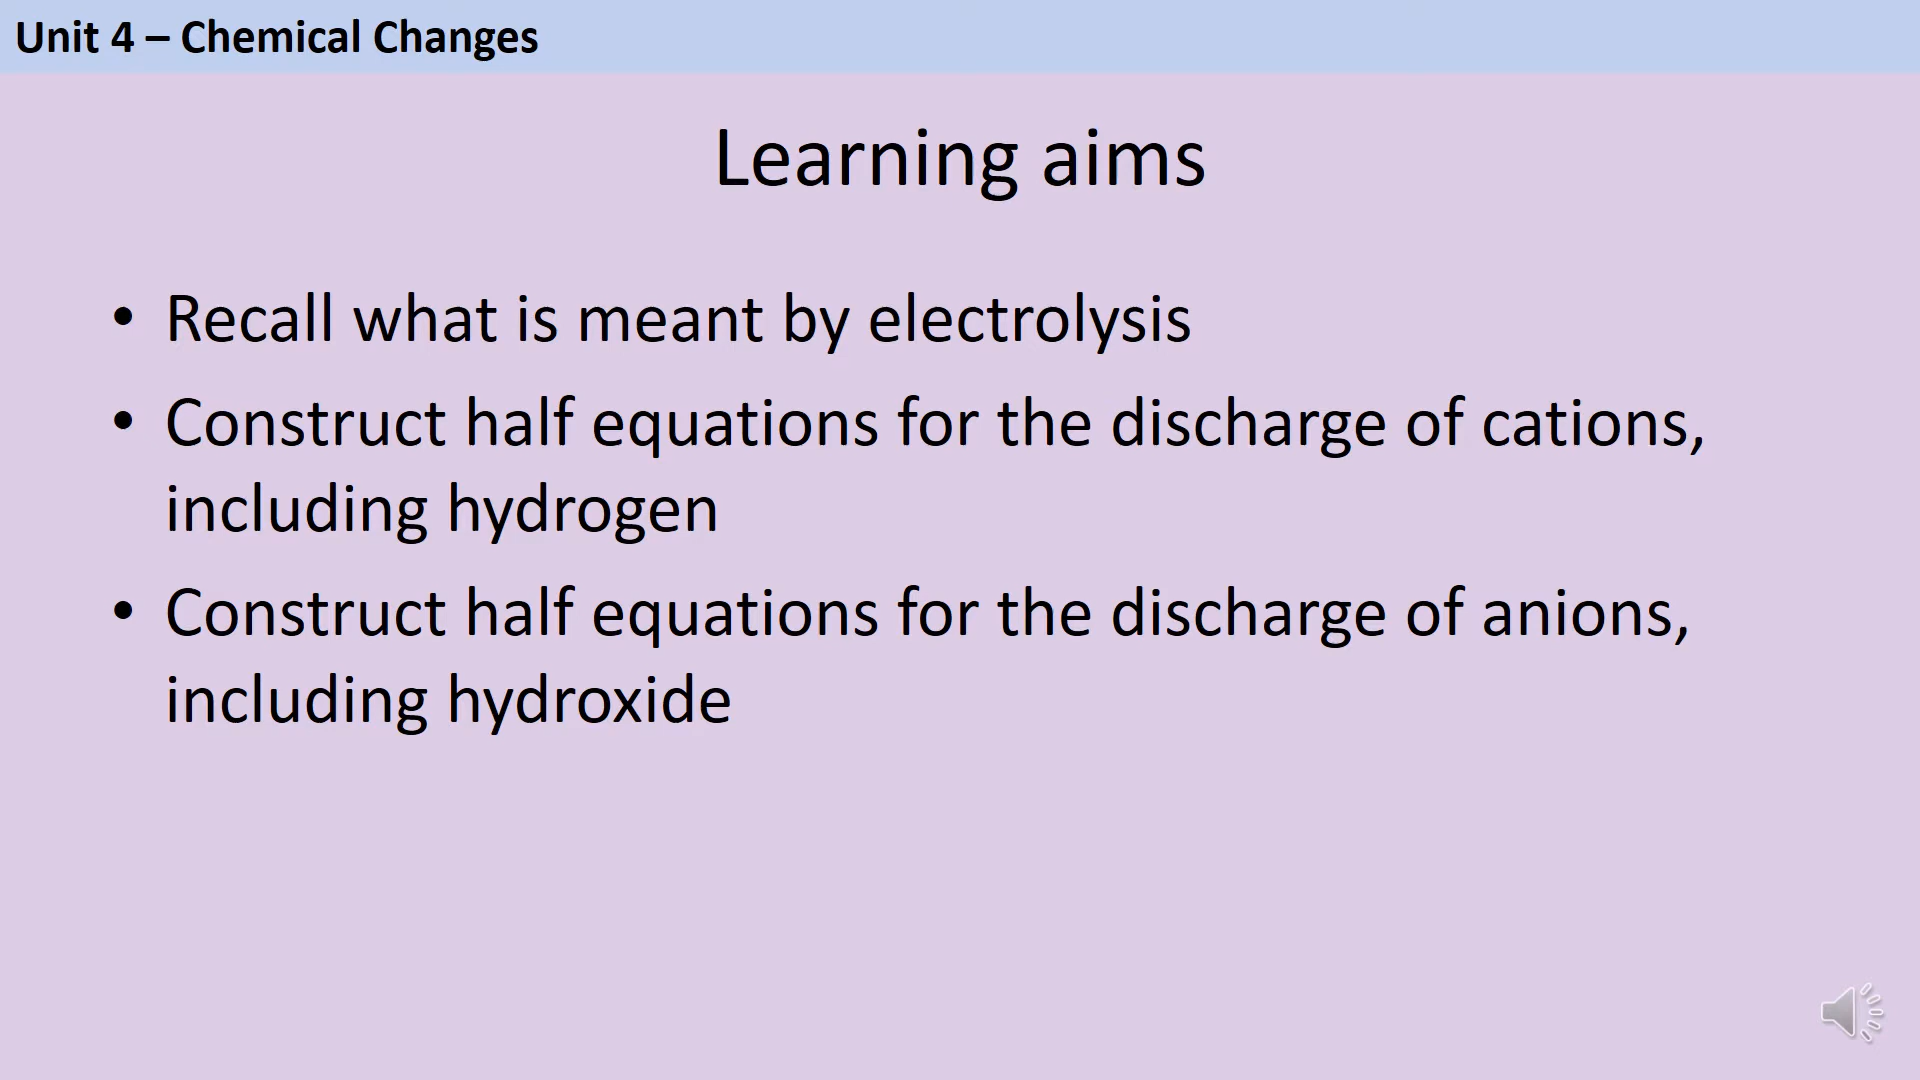 Unit 4 – Chemical Changes
Learning aims
• Recall what is meant by electrolysis
• Construct half equations for the discharge of cations,
including hydrogen
• Construct half equations for the discharge of anions,
including hydroxide